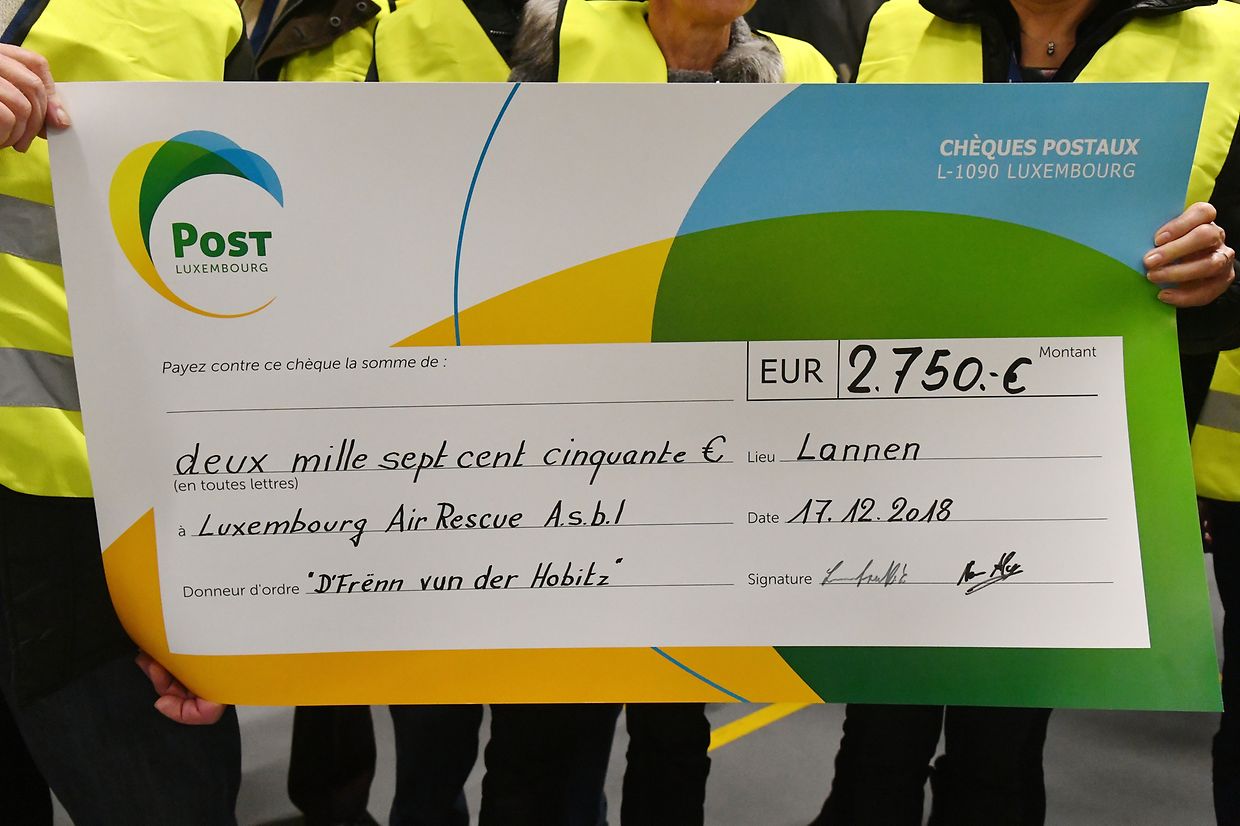 POST
LUXEMBOURG
CHÈQUES POSTAUX
L-1090 LUXEMBOURG
Payez contre ce chèque la somme de :
EUR 2.750.-€ Montant
deux mille sept cent cinquante €
(en toutes lettres)
Lieu Lannen
à Luxembourg Air Rescue A.s.b.l
Date 17.12.2018
Donneur d'ordre "D'Frënn vun der Hobitz"
Signature